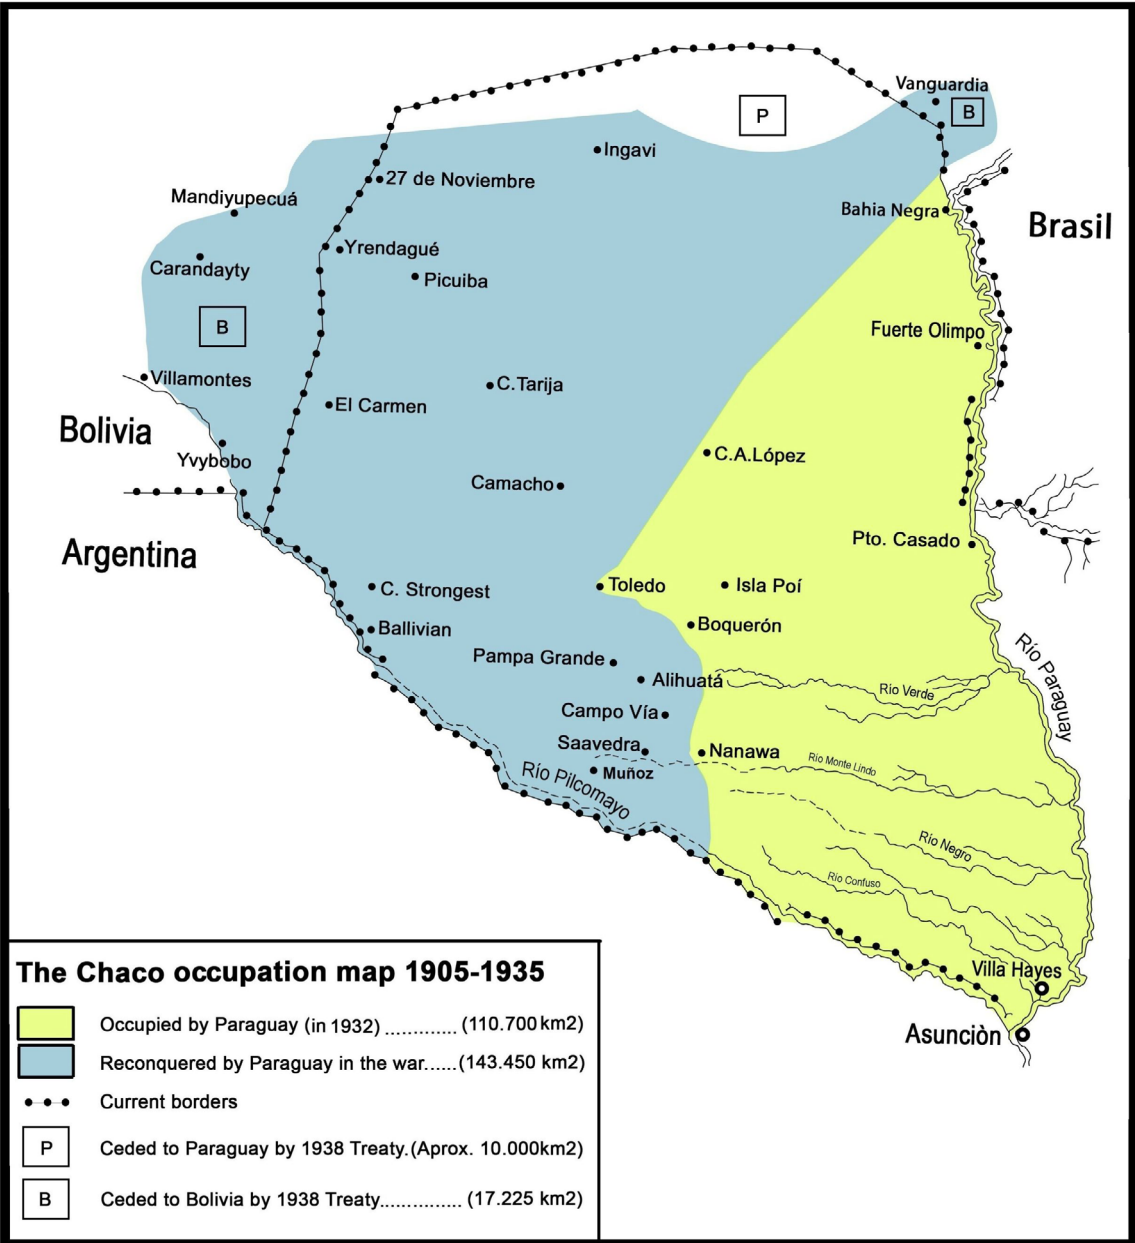 Vanguardia
P
B
Ingavi
27 de Noviembre
Mandiyupecuá
Bahia Negra
Brasil
Yrendagué
Carandayty
Picuiba
B
Fuerte Olimpo
Villamontes
C.Tarija
El Carmen
Bolivia
Yvybobo
C.A.López
Camacho
Pto. Casado
Argentina
C. Strongest
Toledo
Isla Poí
Ballivian
Boquerón
Pampa Grande
Alihuatá
Río Verde
Río Paraguay
Campo Vía
Saavedra
Nanawa
Muñoz
Río Monte Lindo
Río Pilcomayo
Río Negro
Río Confuso
Villa Hayes
Asunciòn
The Chaco occupation map 1905-1935
Occupied by Paraguay (in 1932) ............. (110.700 km2)
Reconquered by Paraguay in the war......(143.450 km2)
Current borders
P Ceded to Paraguay by 1938 Treaty.(Aprox. 10.000km2)
B Ceded to Bolivia by 1938 Treaty............... (17.225 km2)